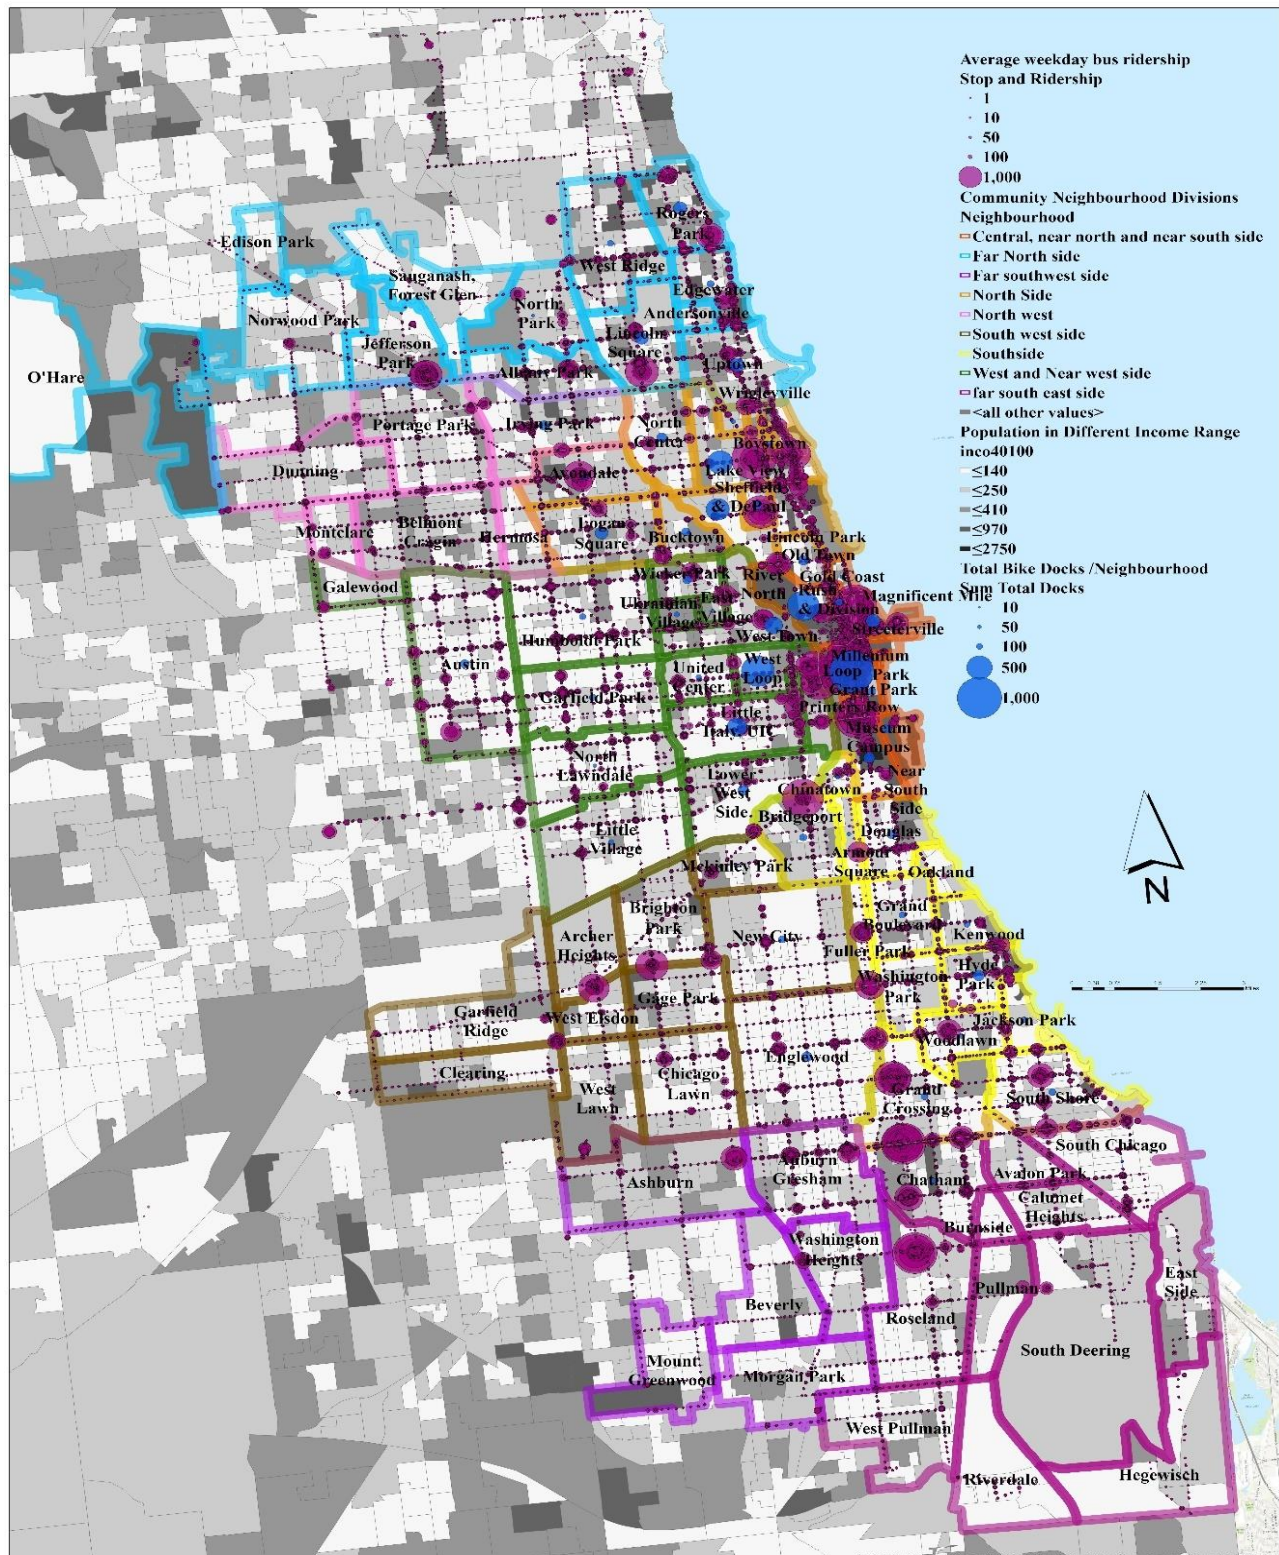 Average weekday bus ridership
Stop and Ridership
1
10
50
100
1,000
Community Neighbourhood Divisions
Neighbourhood
Central, near north and near south side
Far North side
Far southwest side
North Side
North west
South west side
Southside
West and Near west side
far south east side
<all other values>
Population in Different Income Range
inco40100
≤140
≤250
≤410
≤970
≤2750
Total Bike Docks /Neighbourhood
Sum Total Docks
10
50
100
500
1,000
Rogers
Park
Edison Park
West Ridge
Sauganash,
Forest Glen
Edgewater
North
Park
Andersonville
Norwood Park
Lincoln
Square
Jefferson
Park
O'Hare
Albany Park
Uptown
Wrigleyville
Portage Park
Irving Park
North
Center
Boystown
Dunning
Avondale
Lake View
Sheffield
& DePaul
Montclare
Belmont
Cragin
Hermosa
Logan
Square
Bucktown
Lincoln Park
Old Town
Galewood
Wicker Park
River
North
Gold Coast
Rush
& Division
Magnificent Mile
Ukrainian
Village
East
Village
Streeterville
Humboldt Park
West Town
Austin
United
Center
West
Loop
Millenium
Park
Loop
Grant Park
Garfield Park
Printers Row
Little
Italy, UIC
Museum
Campus
North
Lawndale
Lower
West
Side
Chinatown
Near
South
Side
Bridgeport
Little
Village
Douglas
Mckinley Park
Armour
Square
Oakland
Brighton
Park
Grand
Boulevard
Archer
Heights
New City
Kenwood
Fuller Park
Hyde
Park
Washington
Park
Gage Park
Garfield
Ridge
West Elsdon
Jackson Park
Woodlawn
Englewood
Clearing
Chicago
Lawn
West
Lawn
Grand
Crossing
South Shore
South Chicago
Ashburn
Auburn
Gresham
Chatham
Avalon Park
Calumet
Heights
Burnside
Washington
Heights
East
Side
Pullman
Beverly
Roseland
South Deering
Mount
Greenwood
Morgan Park
West Pullman
Riverdale
Hegewisch
N